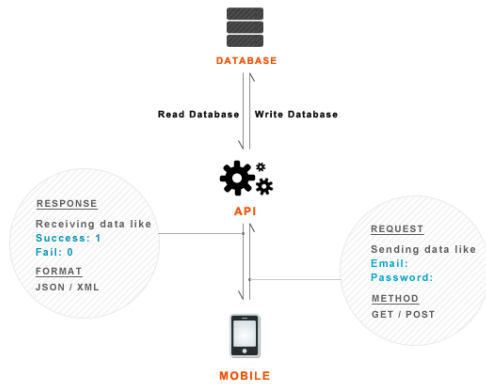 DATABASE
Read Database
Write Database
API
RESPONSE
Receiving data like
Success: 1
Fail: 0
FORMAT
JSON / XML
REQUEST
Sending data like
Email:
Password:
METHOD
GET / POST
MOBILE